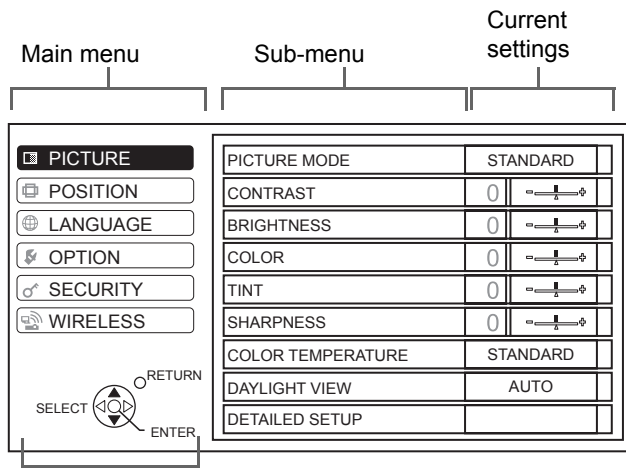 Main menu
Sub-menu
Current
settings
PICTURE
POSITION
LANGUAGE
OPTION
SECURITY
WIRELESS
RETURN
SELECT
ENTER
PICTURE MODE STANDARD
CONTRAST 0 - +
BRIGHTNESS 0 - +
COLOR 0 - +
TINT 0 - +
SHARPNESS 0 - +
COLOR TEMPERATURE STANDARD
DAYLIGHT VIEW AUTO
DETAILED SETUP